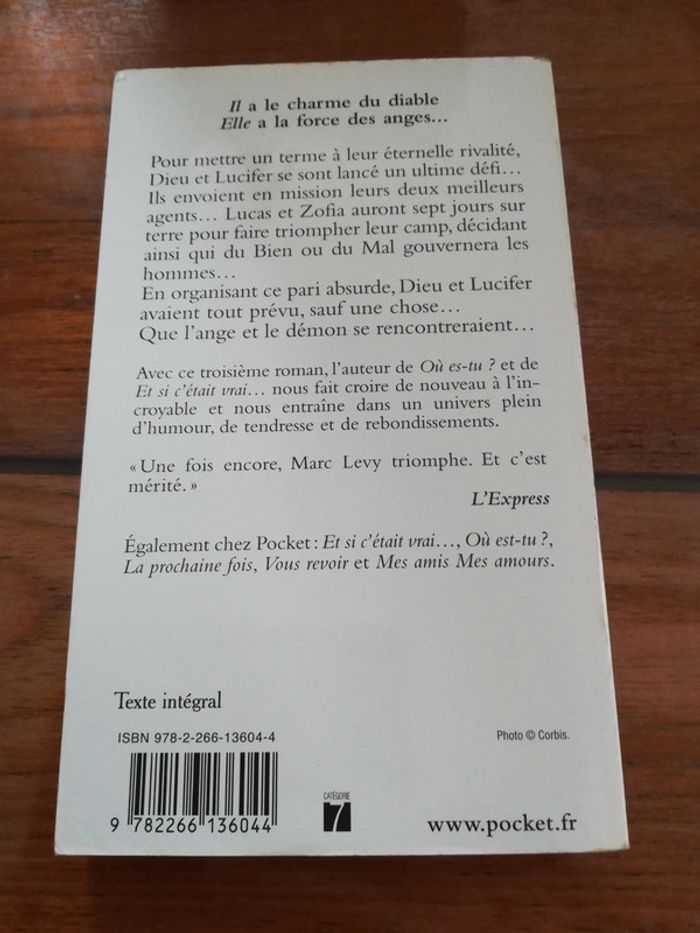 Il a le charme du diable
Elle a la force des anges…
Pour mettre un terme à leur éternelle rivalité,
Dieu et Lucifer se sont lancé un ultime défi…
Ils envoient en mission leurs deux meilleurs
agents… Lucas et Zofia auront sept jours sur
terre pour faire triompher leur camp, décidant
ainsi qui du Bien ou du Mal gouvernera les
hommes…
En organisant ce pari absurde, Dieu et Lucifer
avaient tout prévu, sauf une chose…
Que l'ange et le démon se rencontreraient…
Avec ce troisième roman, l'auteur de Où es-tu ? et de
Et si c'était vrai… nous fait croire de nouveau à l'in-
croyable et nous entraîne dans un univers plein
d'humour, de tendresse et de rebondissements.
« Une fois encore, Marc Levy triomphe. Et c'est
mérité. »
L'Express
Également chez Pocket : Et si c'était vrai…, Où est-tu ?,
La prochaine fois, Vous revoir et Mes amis Mes amours.
Texte intégral
ISBN 978-2-266-13604-4
Photo © Corbis.
9 782266 136044
CATÉGORIE
7
www.pocket.fr